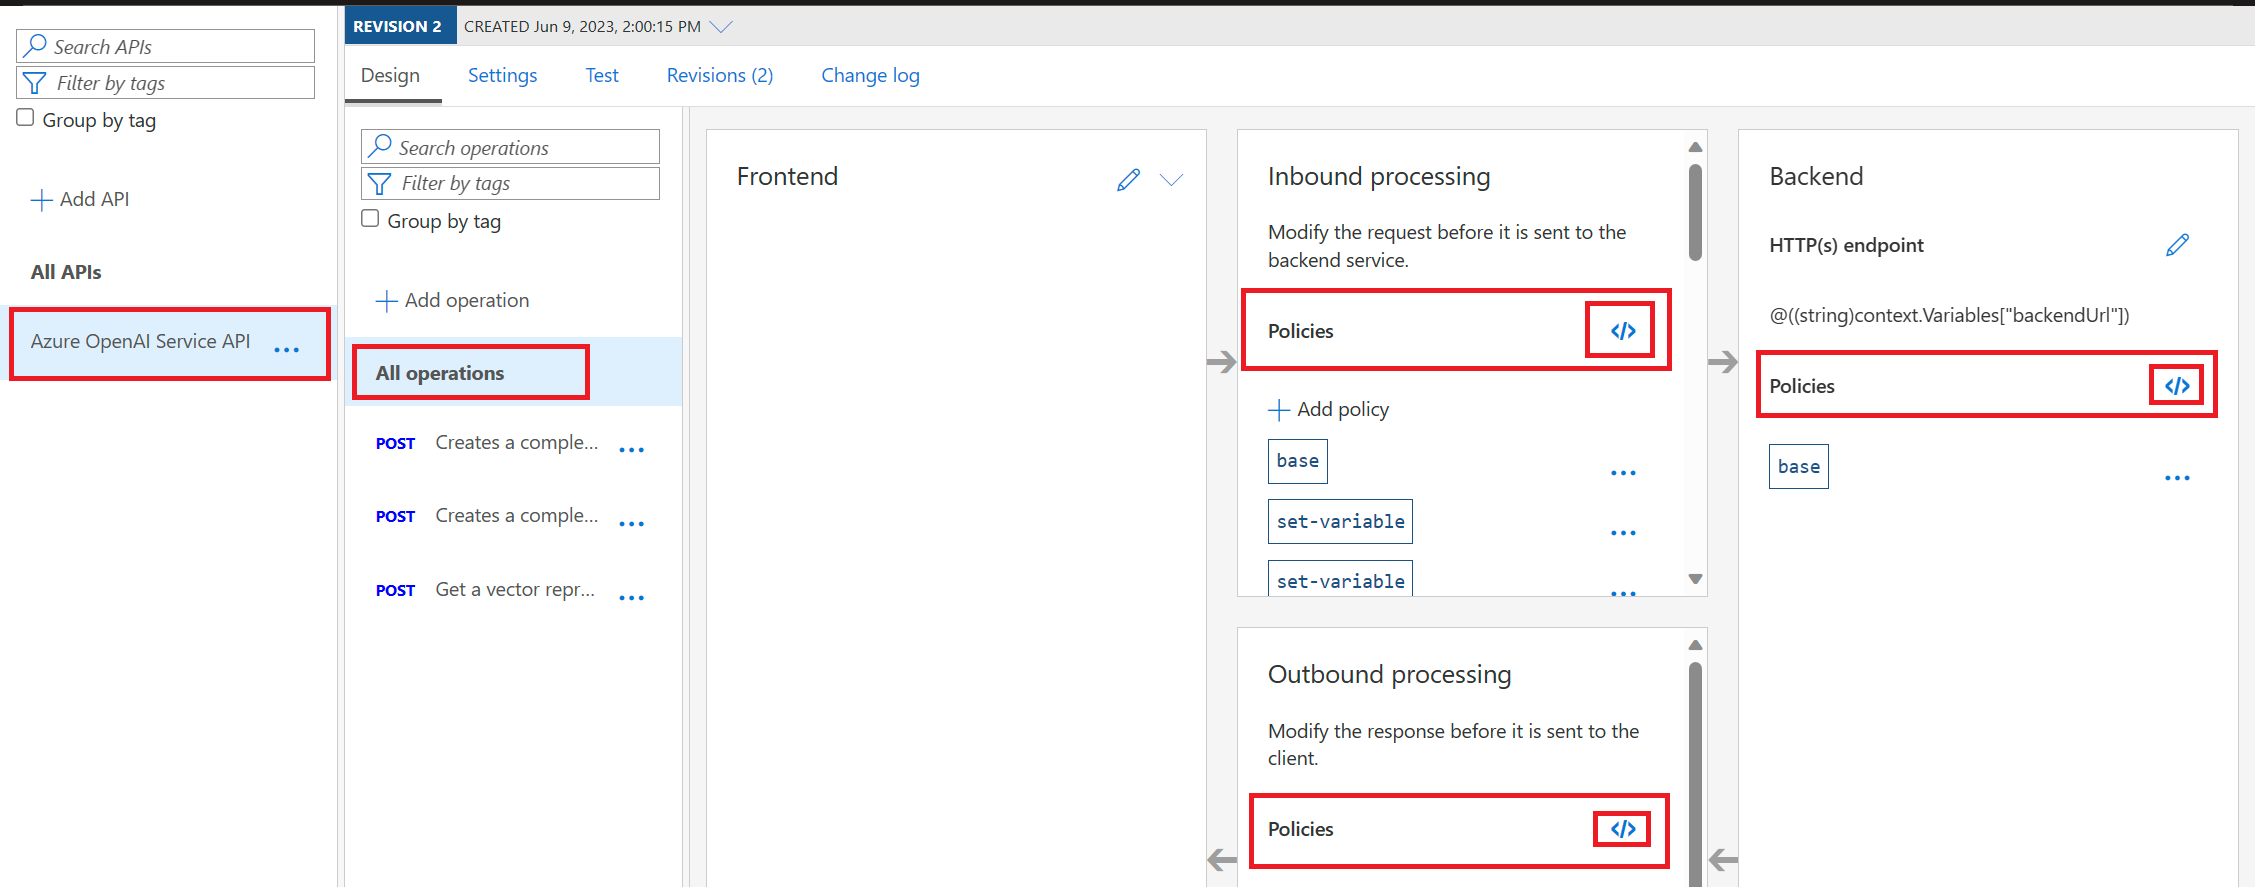 REVISION 2 CREATED Jun 9, 2023, 2:00:15 PM
Search APIs
Filter by tags
Group by tag
Add API
All APIs
Azure OpenAI Service API ...
Design Settings Test Revisions (2) Change log
Search operations
Filter by tags
Group by tag
Add operation
All operations
POST Creates a comple... ...
POST Creates a comple... ...
POST Get a vector repr... ...
Frontend
Inbound processing
Modify the request before it is sent to the
backend service.
Policies </>
Add policy
base ...
set-variable ...
set-variable ...
Outbound processing
Modify the response before it is sent to the
client.
Policies </>
Backend
HTTP(s) endpoint
@((string)context.Variables["backendUrl"])
Policies </>
base ...